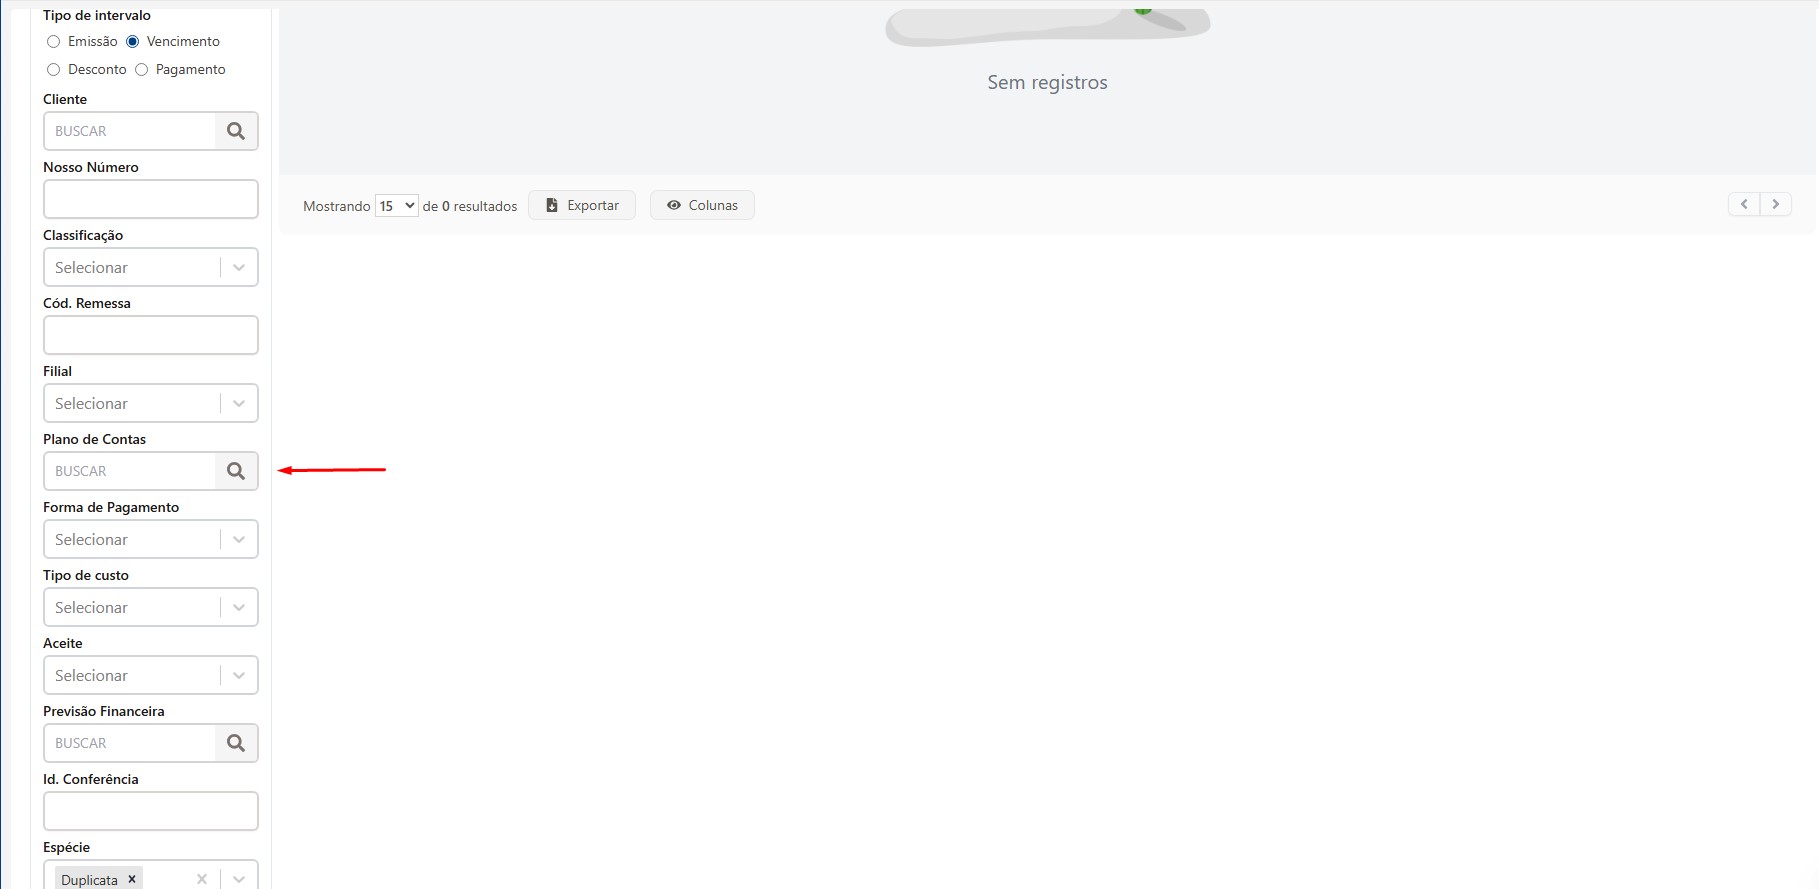 Tipo de intervalo
Emissão Vencimento
Desconto Pagamento
Cliente
BUSCAR
Nosso Número
Classificação
Selecionar
Cód. Remessa
Filial
Selecionar
Plano de Contas
BUSCAR
Forma de Pagamento
Selecionar
Tipo de custo
Selecionar
Aceite
Selecionar
Previsão Financeira
BUSCAR
Id. Conferência
Espécie
Duplicata ×
Sem registros
Mostrando 15 de 0 resultados Exportar Colunas